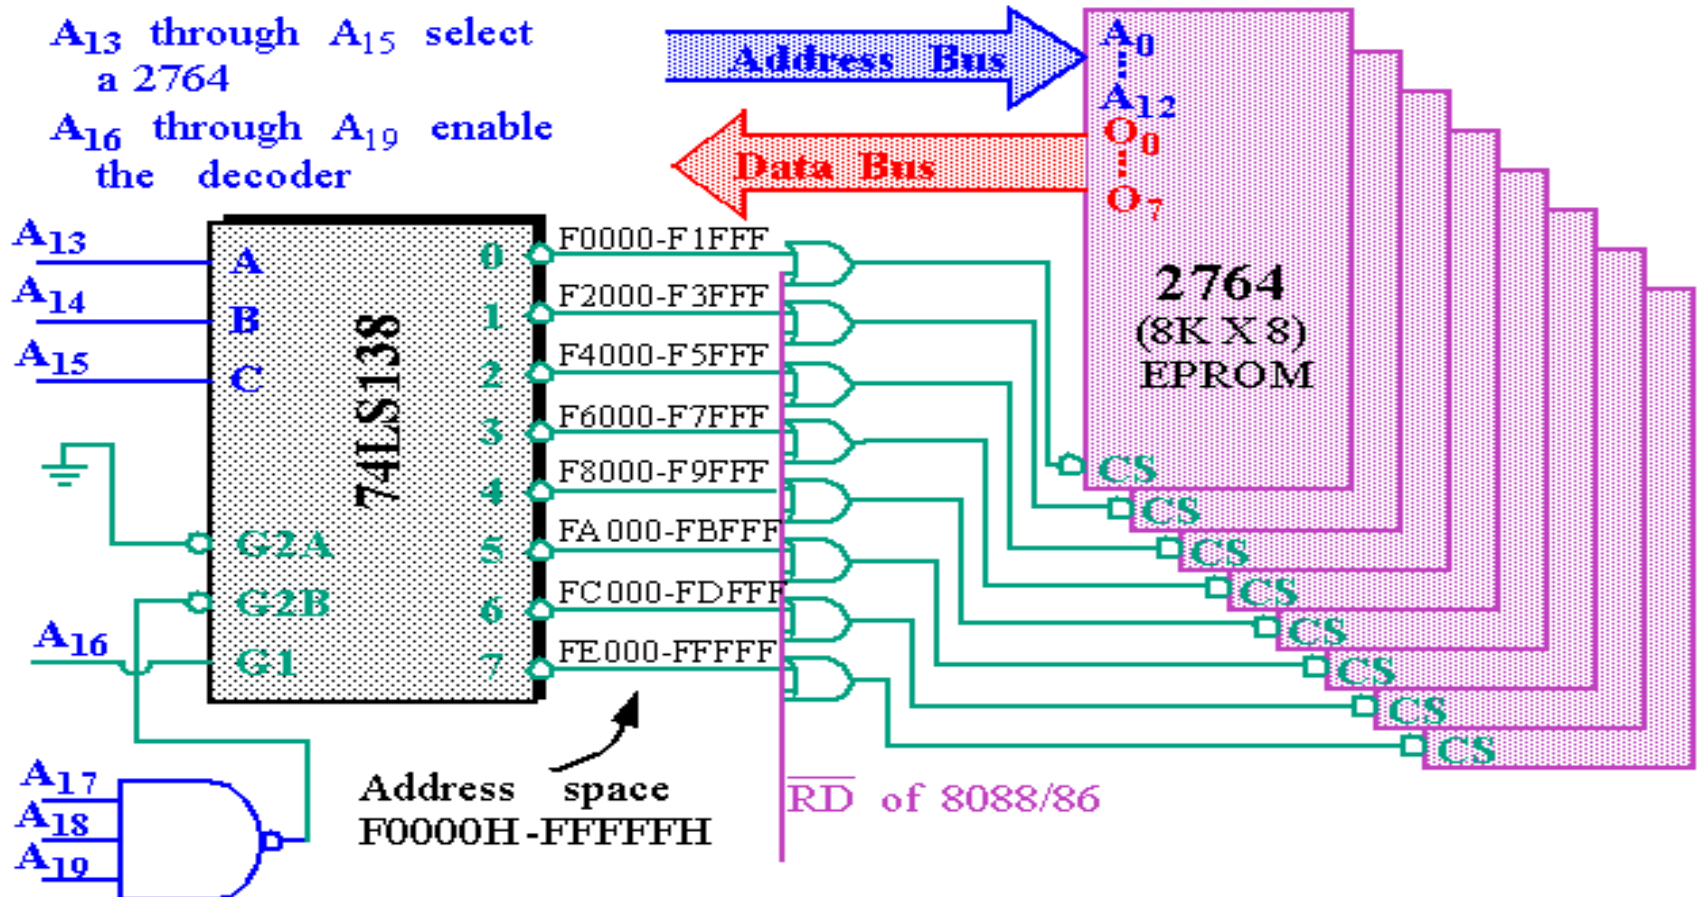 A13 through A15 select
a 2764
A16 through A19 enable
the decoder
Address Bus
Data Bus
A0
A12
O0
O7
2764
(8K X 8)
EPROM
A13
A14
A15
A
B
C
74LS138
G2A
G2B
G1
A16
0
1
2
3
4
5
6
7
F0000-F1FFF
F2000-F3FFF
F4000-F5FFF
F6000-F7FFF
F8000-F9FFF
FA000-FBFFF
FC000-FDFFF
FE000-FFFFF
CS
CS
CS
CS
CS
CS
CS
CS
A17
A18
A19
Address space
F0000H-FFFFFH
R̅D̅ of 8088/86